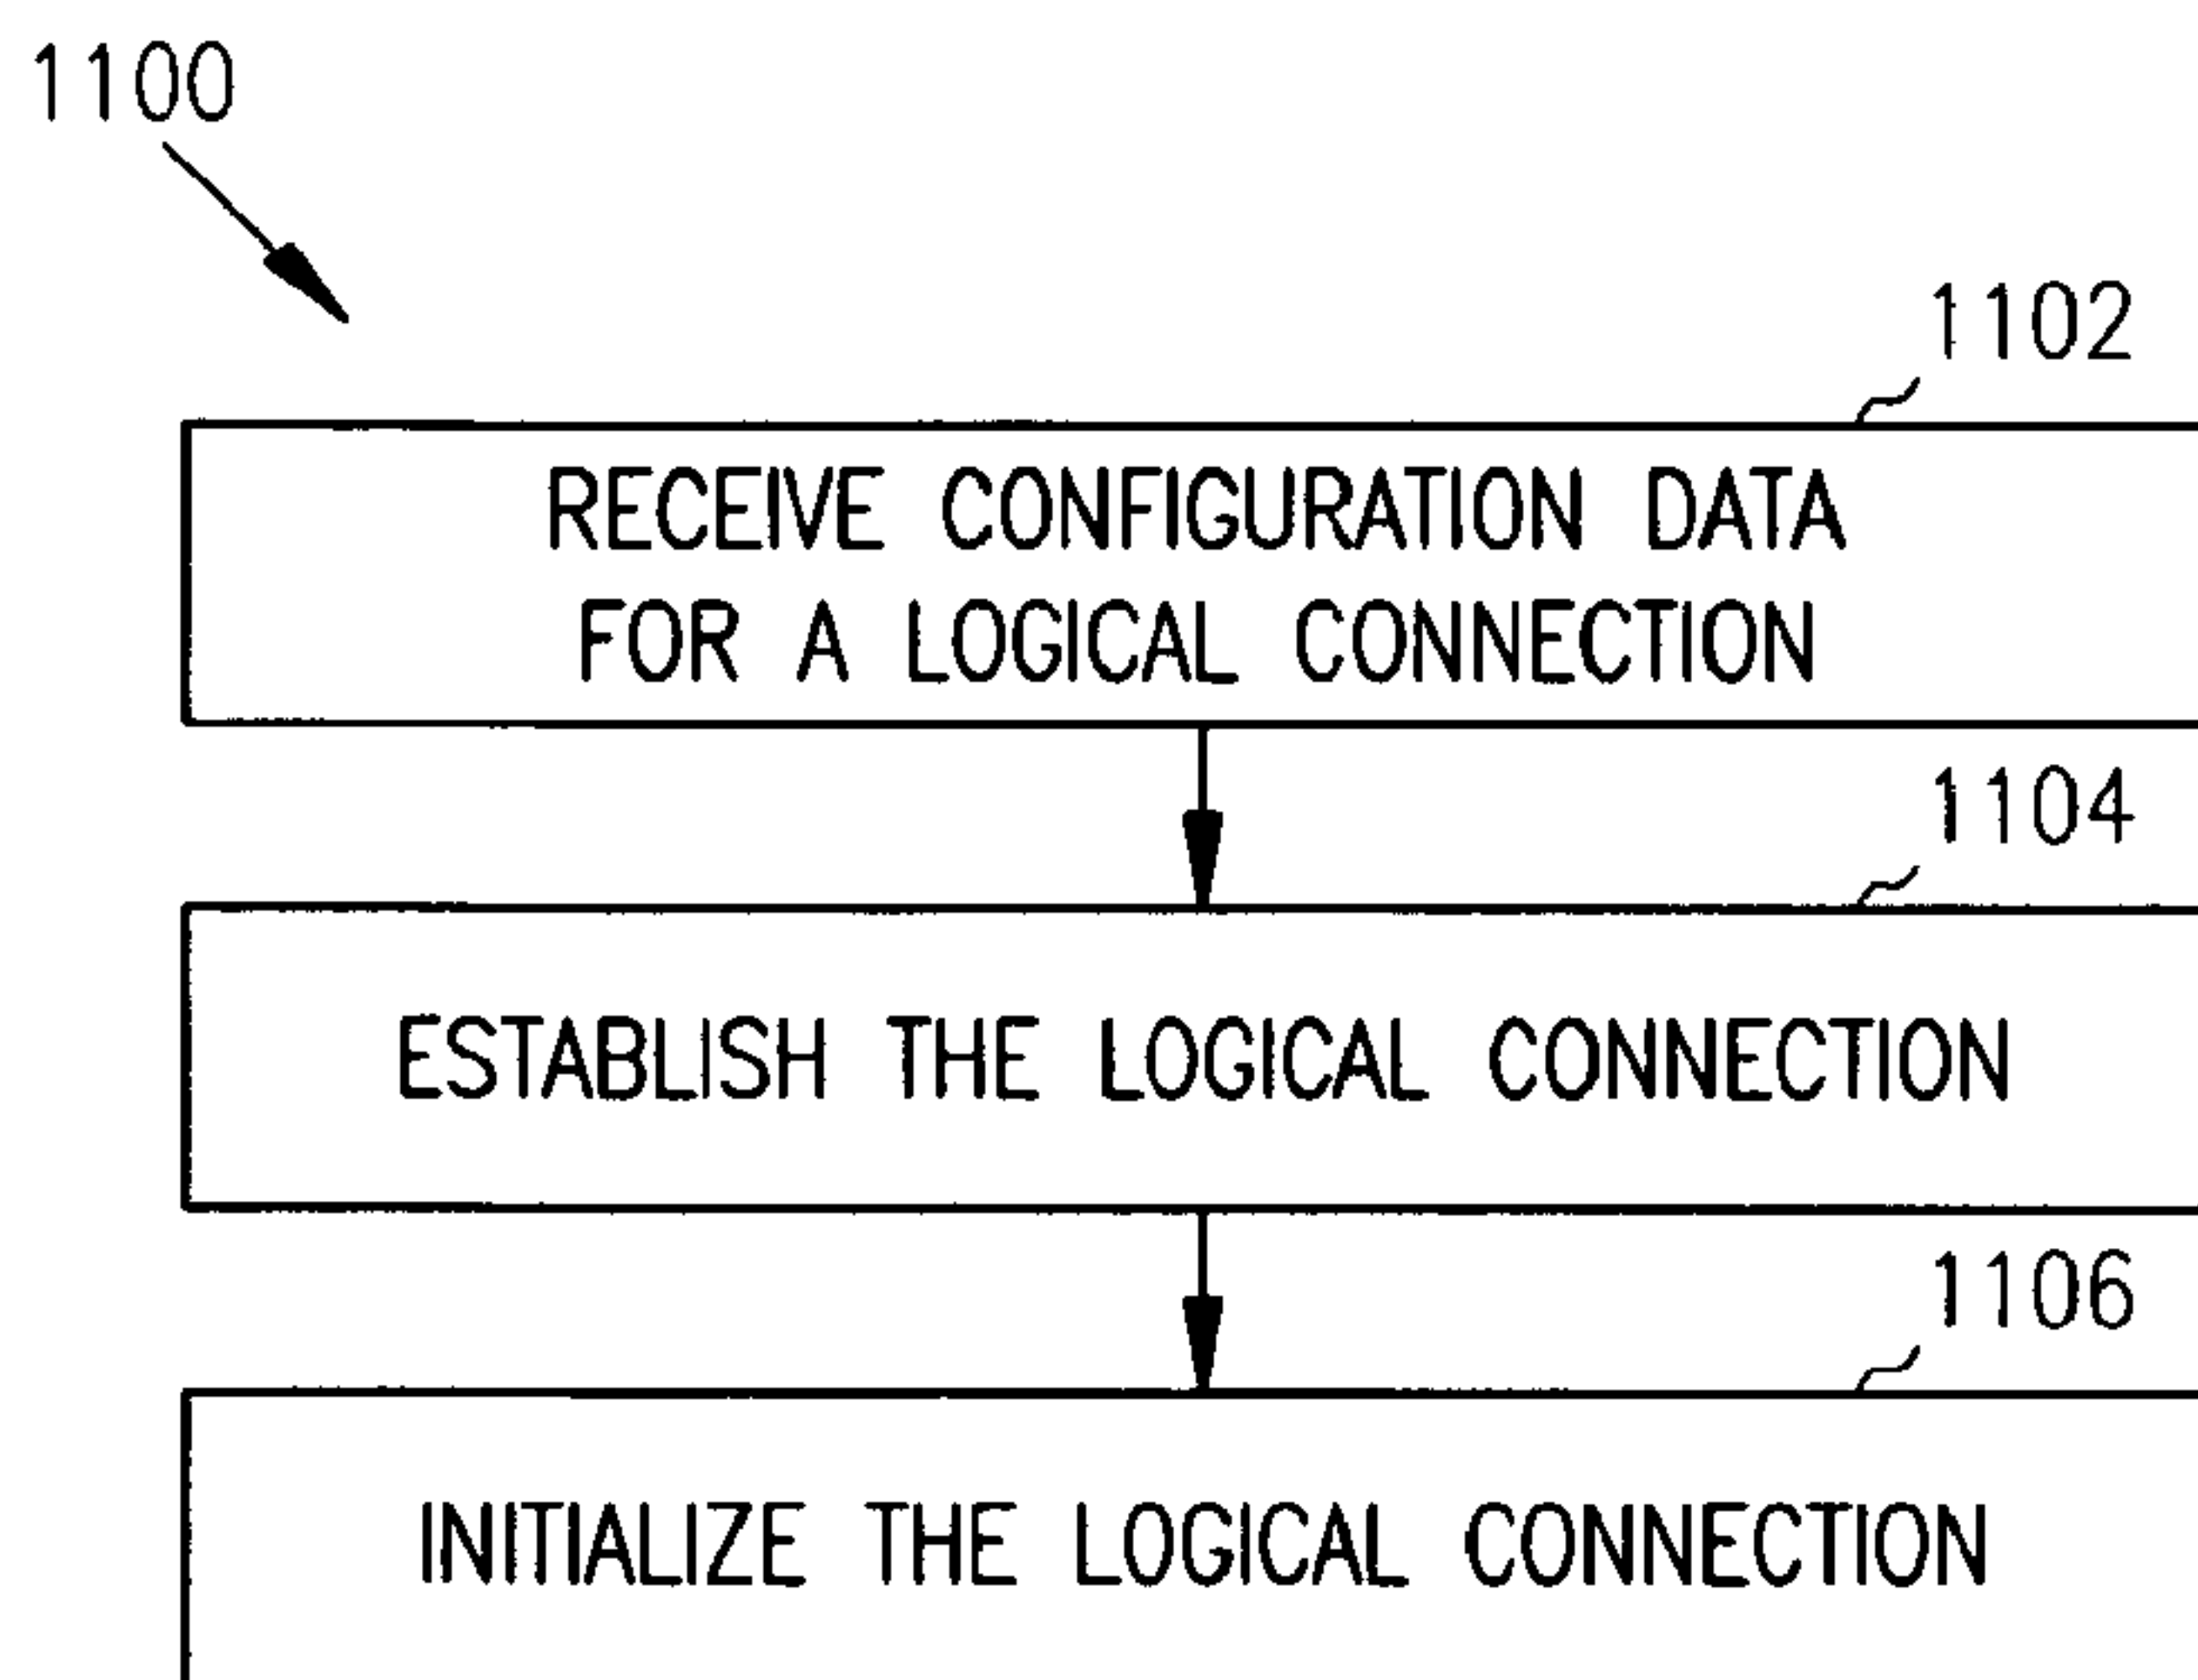 1100
1102
RECEIVE CONFIGURATION DATA
FOR A LOGICAL CONNECTION
1104
ESTABLISH THE LOGICAL CONNECTION
1106
INITIALIZE THE LOGICAL CONNECTION